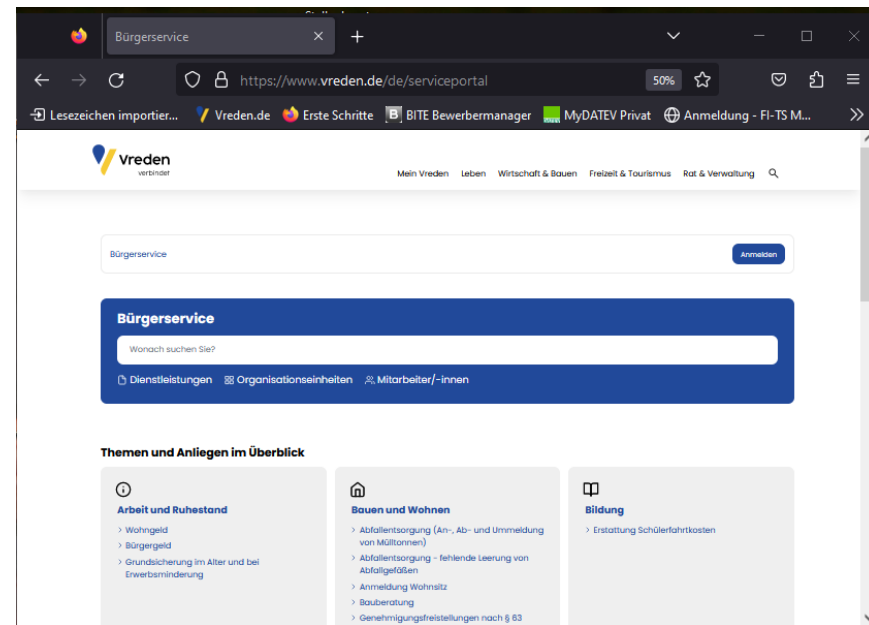 Bürgerservice
https://www.vreden.de/de/serviceportal
50%
Lesezeichen importier...
Vreden.de
Erste Schritte
BITE Bewerbermanager
MyDATEV Privat
Anmeldung - FI-TS M...
Vreden
verbindet
Mein Vreden Leben Wirtschaft & Bauen Freizeit & Tourismus Rat & Verwaltung
Bürgerservice
Anmelden
Bürgerservice
Wonach suchen Sie?
Dienstleistungen Organisationseinheiten Mitarbeiter/-innen
Themen und Anliegen im Überblick
Arbeit und Ruhestand
> Wohngeld
> Bürgergeld
> Grundsicherung im Alter und bei
Erwerbsminderung
Bauen und Wohnen
> Abfallentsorgung (An-, Ab- und Ummeldung
von Mülltonnen)
> Abfallentsorgung - fehlende Leerung von
Abfallgefäßen
> Anmeldung Wohnsitz
> Bauberatung
> Genehmigungsfreistellungen nach § 63
Bildung
> Erstattung Schülerfahrtkosten